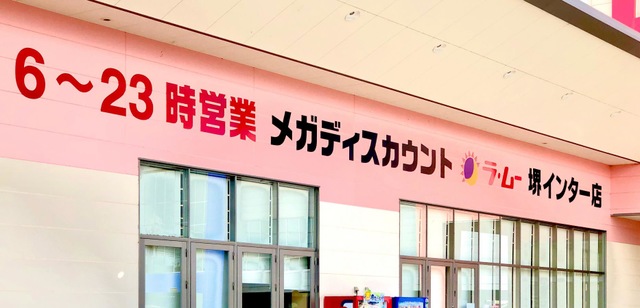 6～23時営業 メガディスカウント ラ・ムー 堺インター店